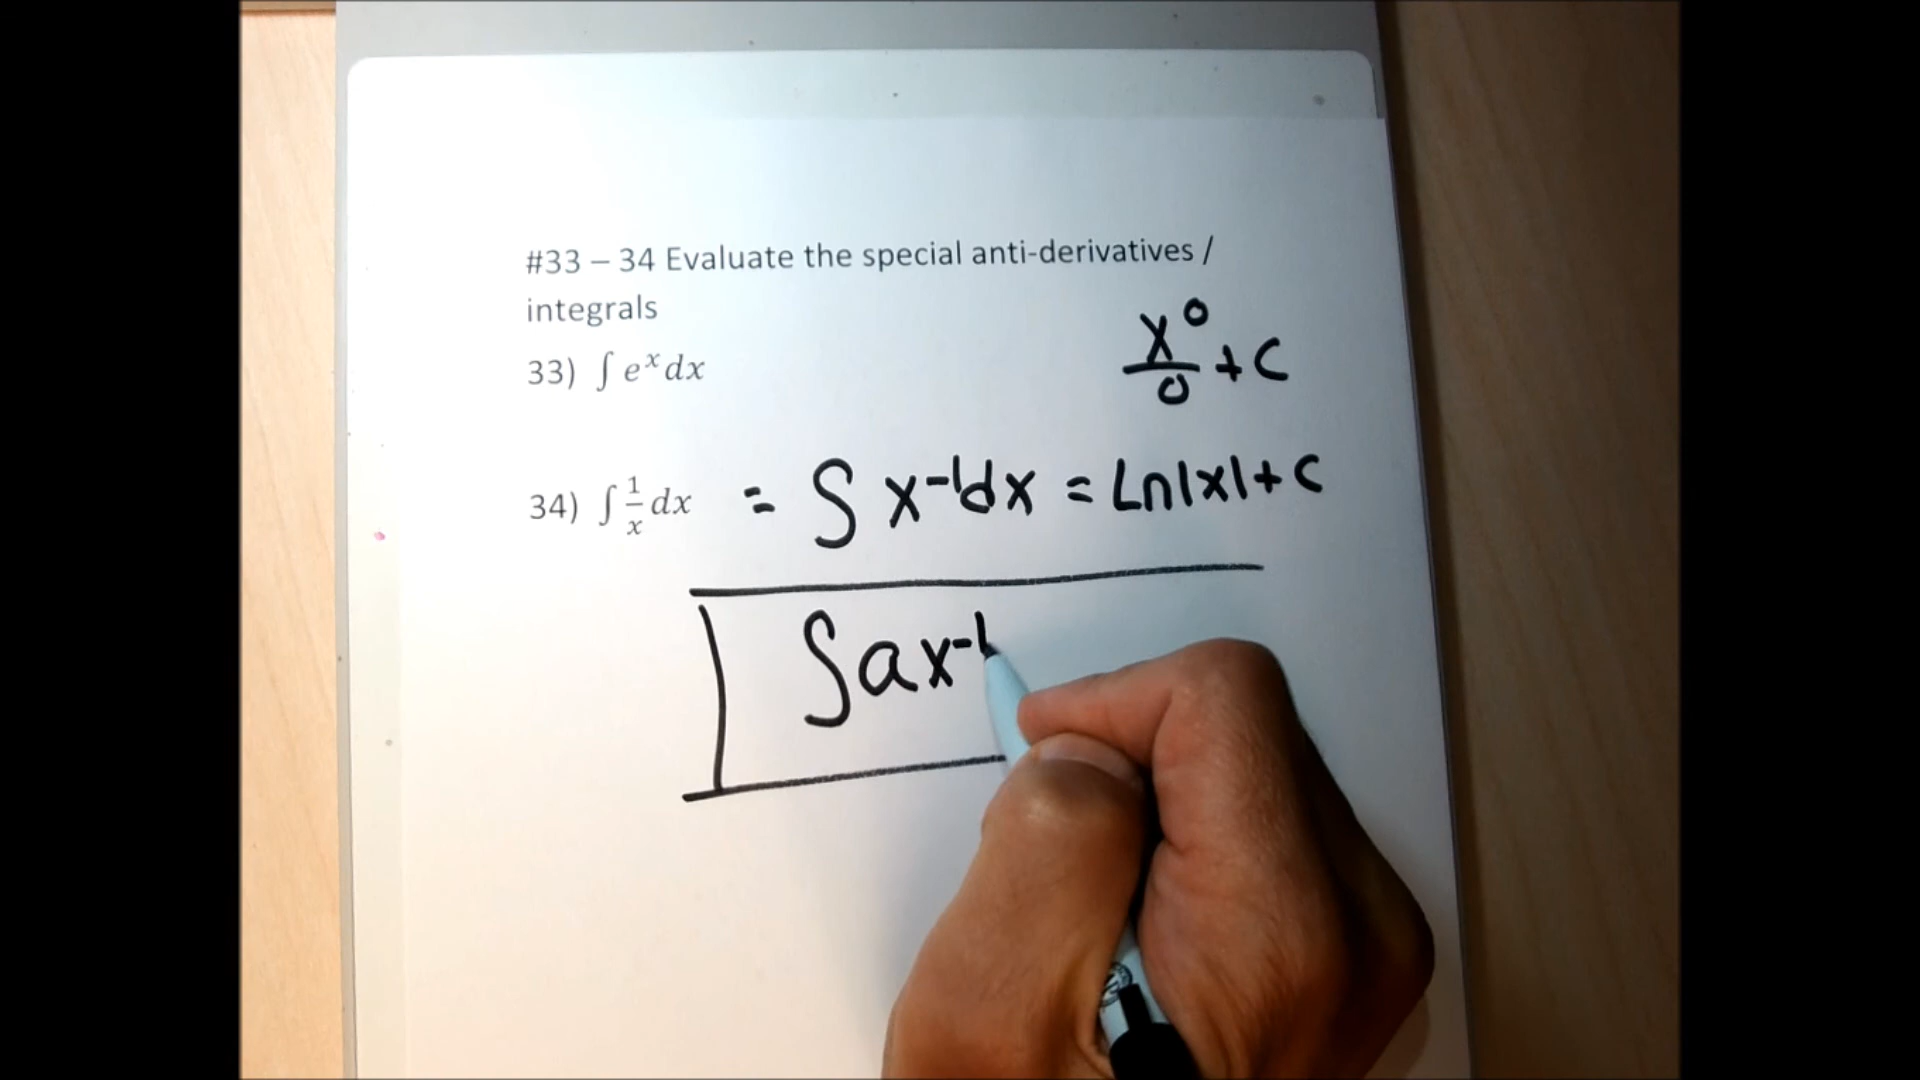 #33 – 34 Evaluate the special anti-derivatives /
integrals
33) ∫ eˣ dx
x⁰/0 + C
34) ∫ 1/x dx = ∫ x⁻¹dx = Ln|x| + C
∫ax⁻¹